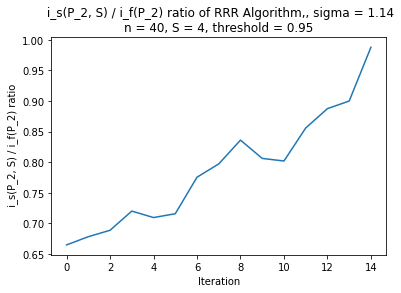 i_s(P_2, S) / i_f(P_2) ratio of RRR Algorithm,, sigma = 1.14
n = 40, S = 4, threshold = 0.95
i_s(P_2, S) / i_f(P_2) ratio
1.00
0.95
0.90
0.85
0.80
0.75
0.70
0.65
0 2 4 6 8 10 12 14
Iteration